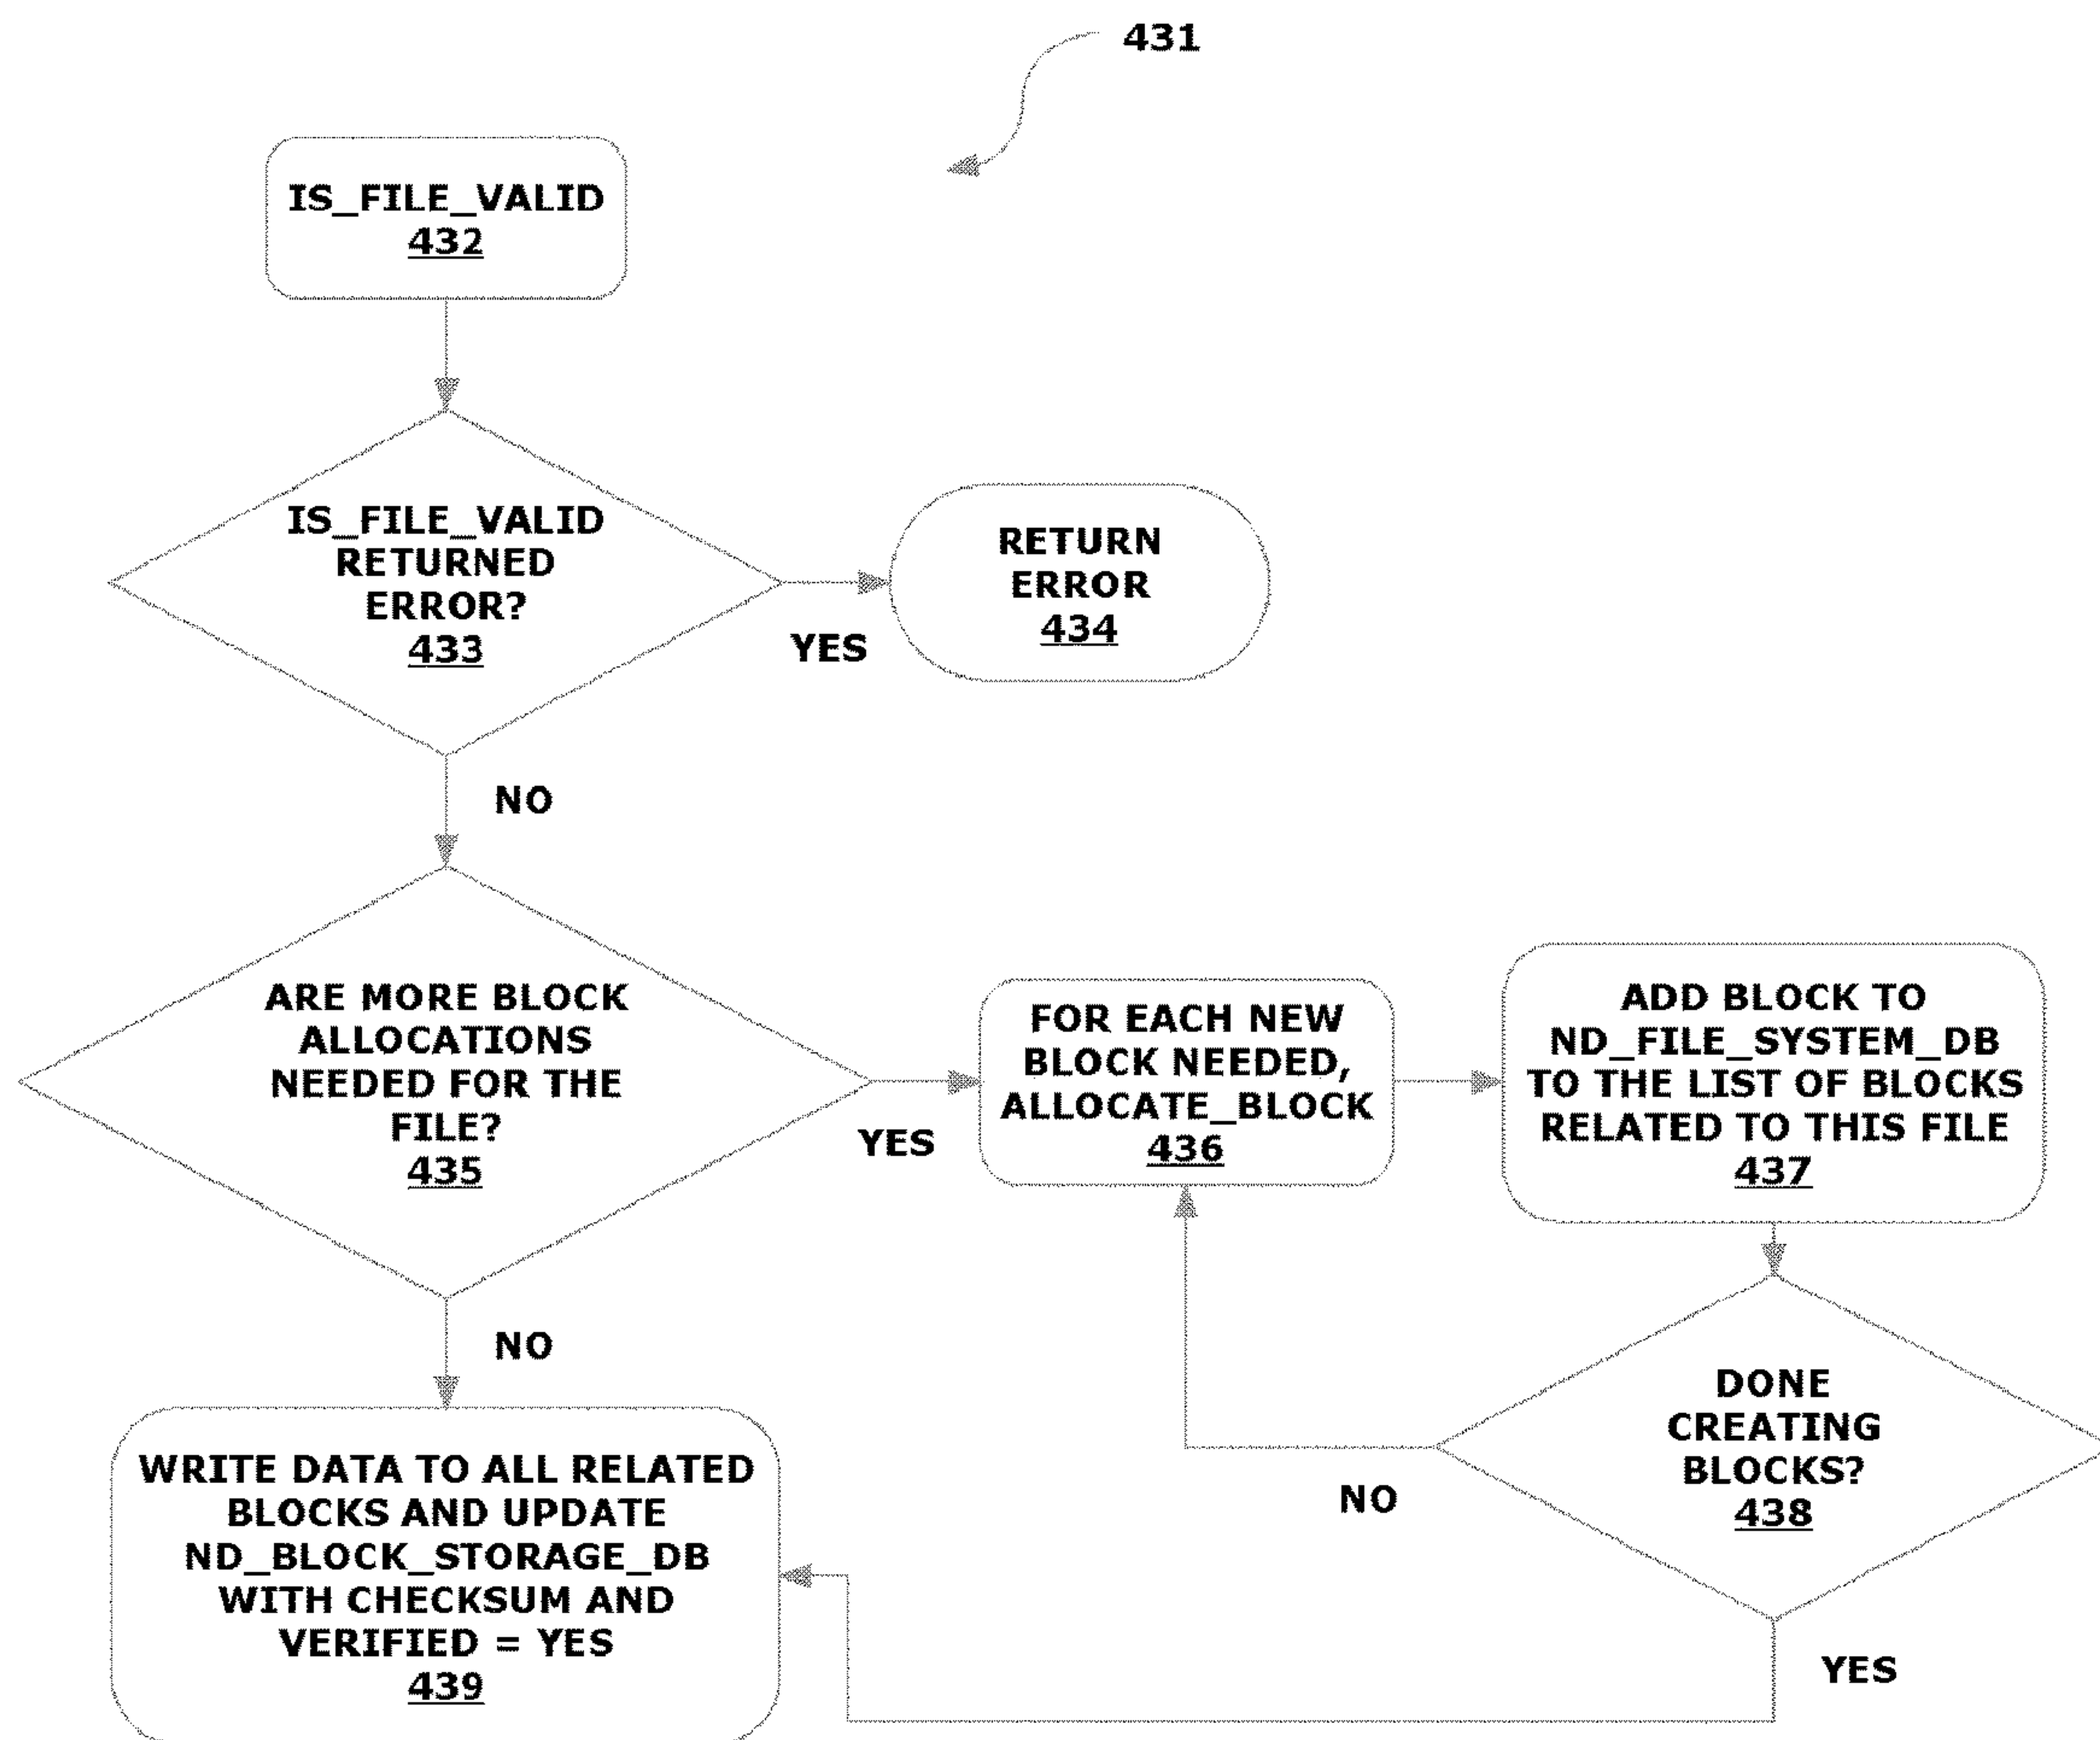 431
IS_FILE_VALID
432
IS_FILE_VALID
RETURNED
ERROR?
433
YES
RETURN
ERROR
434
NO
ARE MORE BLOCK
ALLOCATIONS
NEEDED FOR THE
FILE?
435
YES
FOR EACH NEW
BLOCK NEEDED,
ALLOCATE_BLOCK
436
ADD BLOCK TO
ND_FILE_SYSTEM_DB
TO THE LIST OF BLOCKS
RELATED TO THIS FILE
437
DONE
CREATING
BLOCKS?
438
NO
YES
NO
WRITE DATA TO ALL RELATED
BLOCKS AND UPDATE
ND_BLOCK_STORAGE_DB
WITH CHECKSUM AND
VERIFIED = YES
439